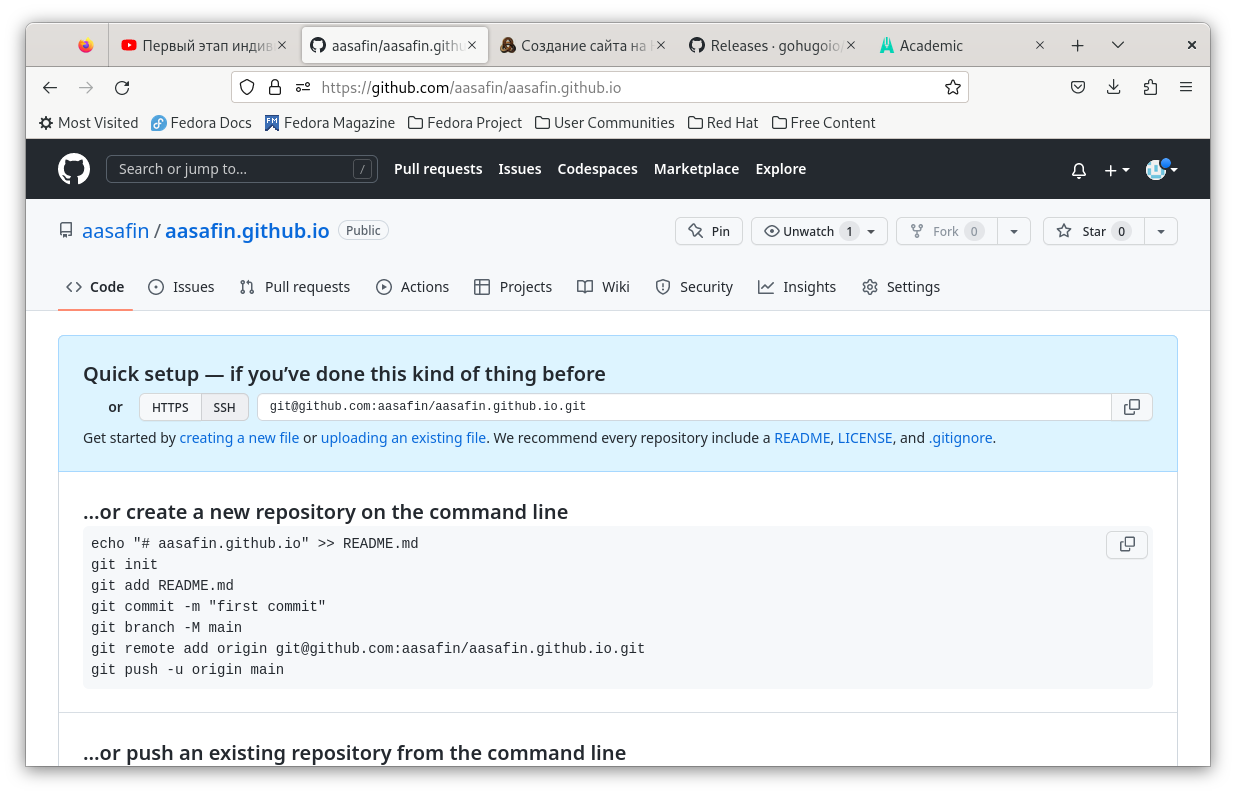 Первый этап индив
aasafin/aasafin.githu
Создание сайта на
Releases · gohugoio/
Academic
https://github.com/aasafin/aasafin.github.io
Most Visited Fedora Docs Fedora Magazine Fedora Project User Communities Red Hat Free Content
Search or jump to... / Pull requests Issues Codespaces Marketplace Explore
aasafin / aasafin.github.io Public Pin Unwatch 1 Fork 0 Star 0
Code Issues Pull requests Actions Projects Wiki Security Insights Settings
Quick setup — if you’ve done this kind of thing before
or HTTPS SSH git@github.com:aasafin/aasafin.github.io.git
Get started by creating a new file or uploading an existing file. We recommend every repository include a README, LICENSE, and .gitignore.
…or create a new repository on the command line
echo "# aasafin.github.io" >> README.md
git init
git add README.md
git commit -m "first commit"
git branch -M main
git remote add origin git@github.com:aasafin/aasafin.github.io.git
git push -u origin main
…or push an existing repository from the command line